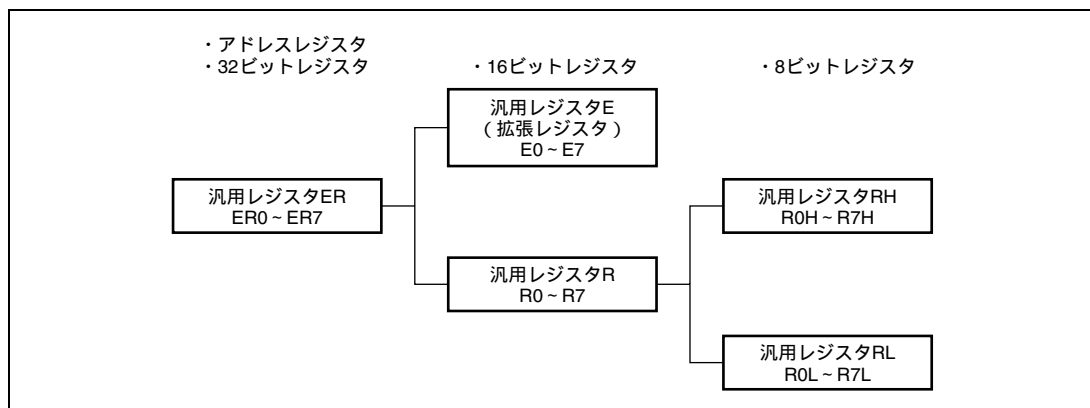 ・アドレスレジスタ
・32ビットレジスタ
・16ビットレジスタ
・8ビットレジスタ
汎用レジスタE
（拡張レジスタ）
E0～E7
汎用レジスタER
ER0～ER7
汎用レジスタRH
R0H～R7H
汎用レジスタR
R0～R7
汎用レジスタRL
R0L～R7L